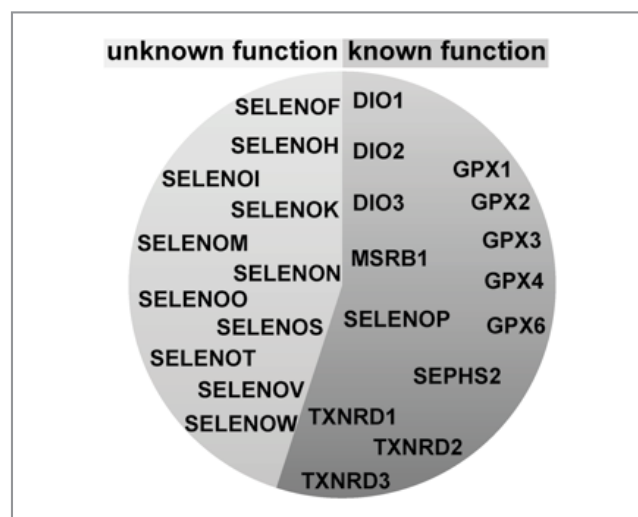 unknown function known function
SELENOF
SELENOH
SELENOI
SELENOK
SELENOM
SELENON
SELENOO
SELENOS
SELENOT
SELENOV
SELENOW
DIO1
DIO2
DIO3
MSRB1
SELENOP
GPX1
GPX2
GPX3
GPX4
GPX6
SEPHS2
TXNRD1
TXNRD2
TXNRD3